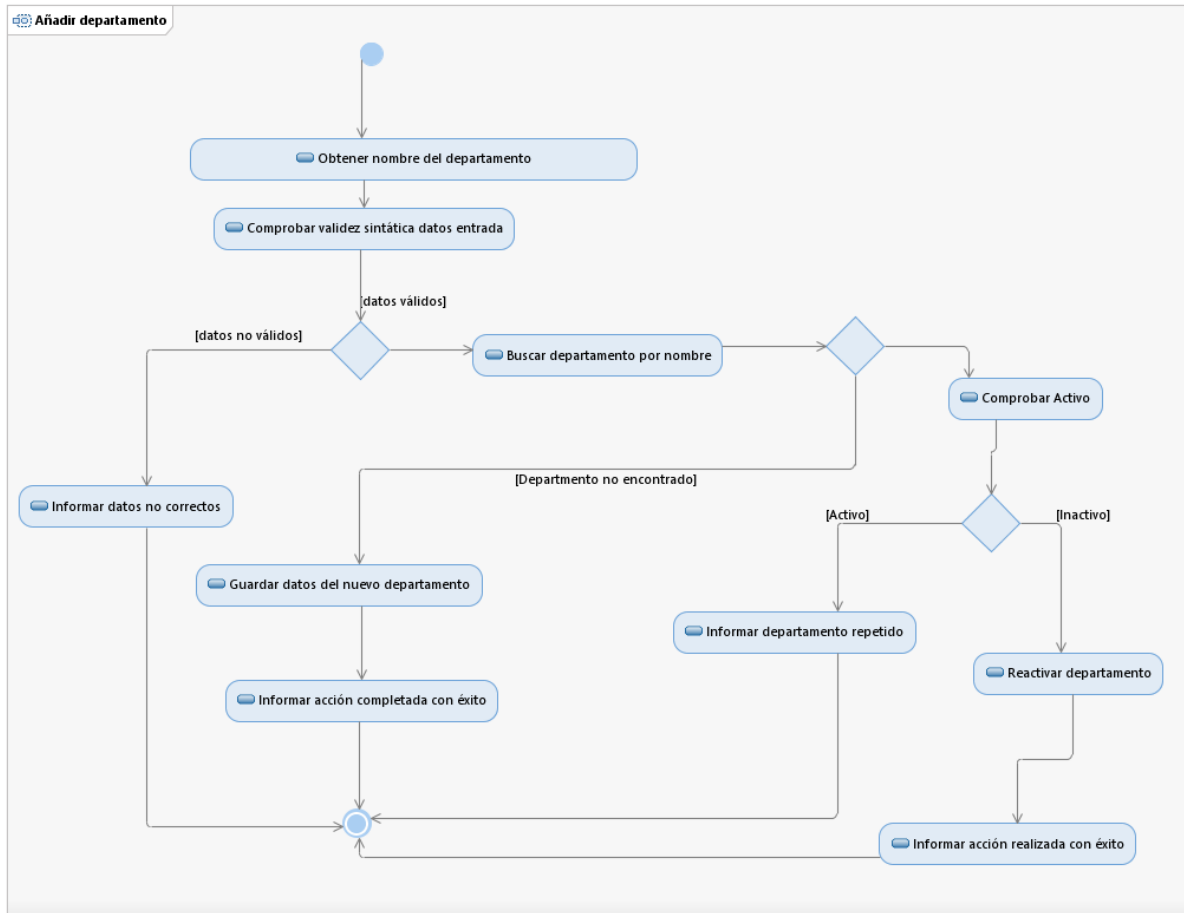 Añadir departamento
Obtener nombre del departamento
Comprobar validez sintática datos entrada
[datos válidos]
[datos no válidos]
Buscar departamento por nombre
Comprobar Activo
[Departmento no encontrado]
Informar datos no correctos
[Activo]
[Inactivo]
Guardar datos del nuevo departamento
Informar departamento repetido
Reactivar departamento
Informar acción completada con éxito
Informar acción realizada con éxito